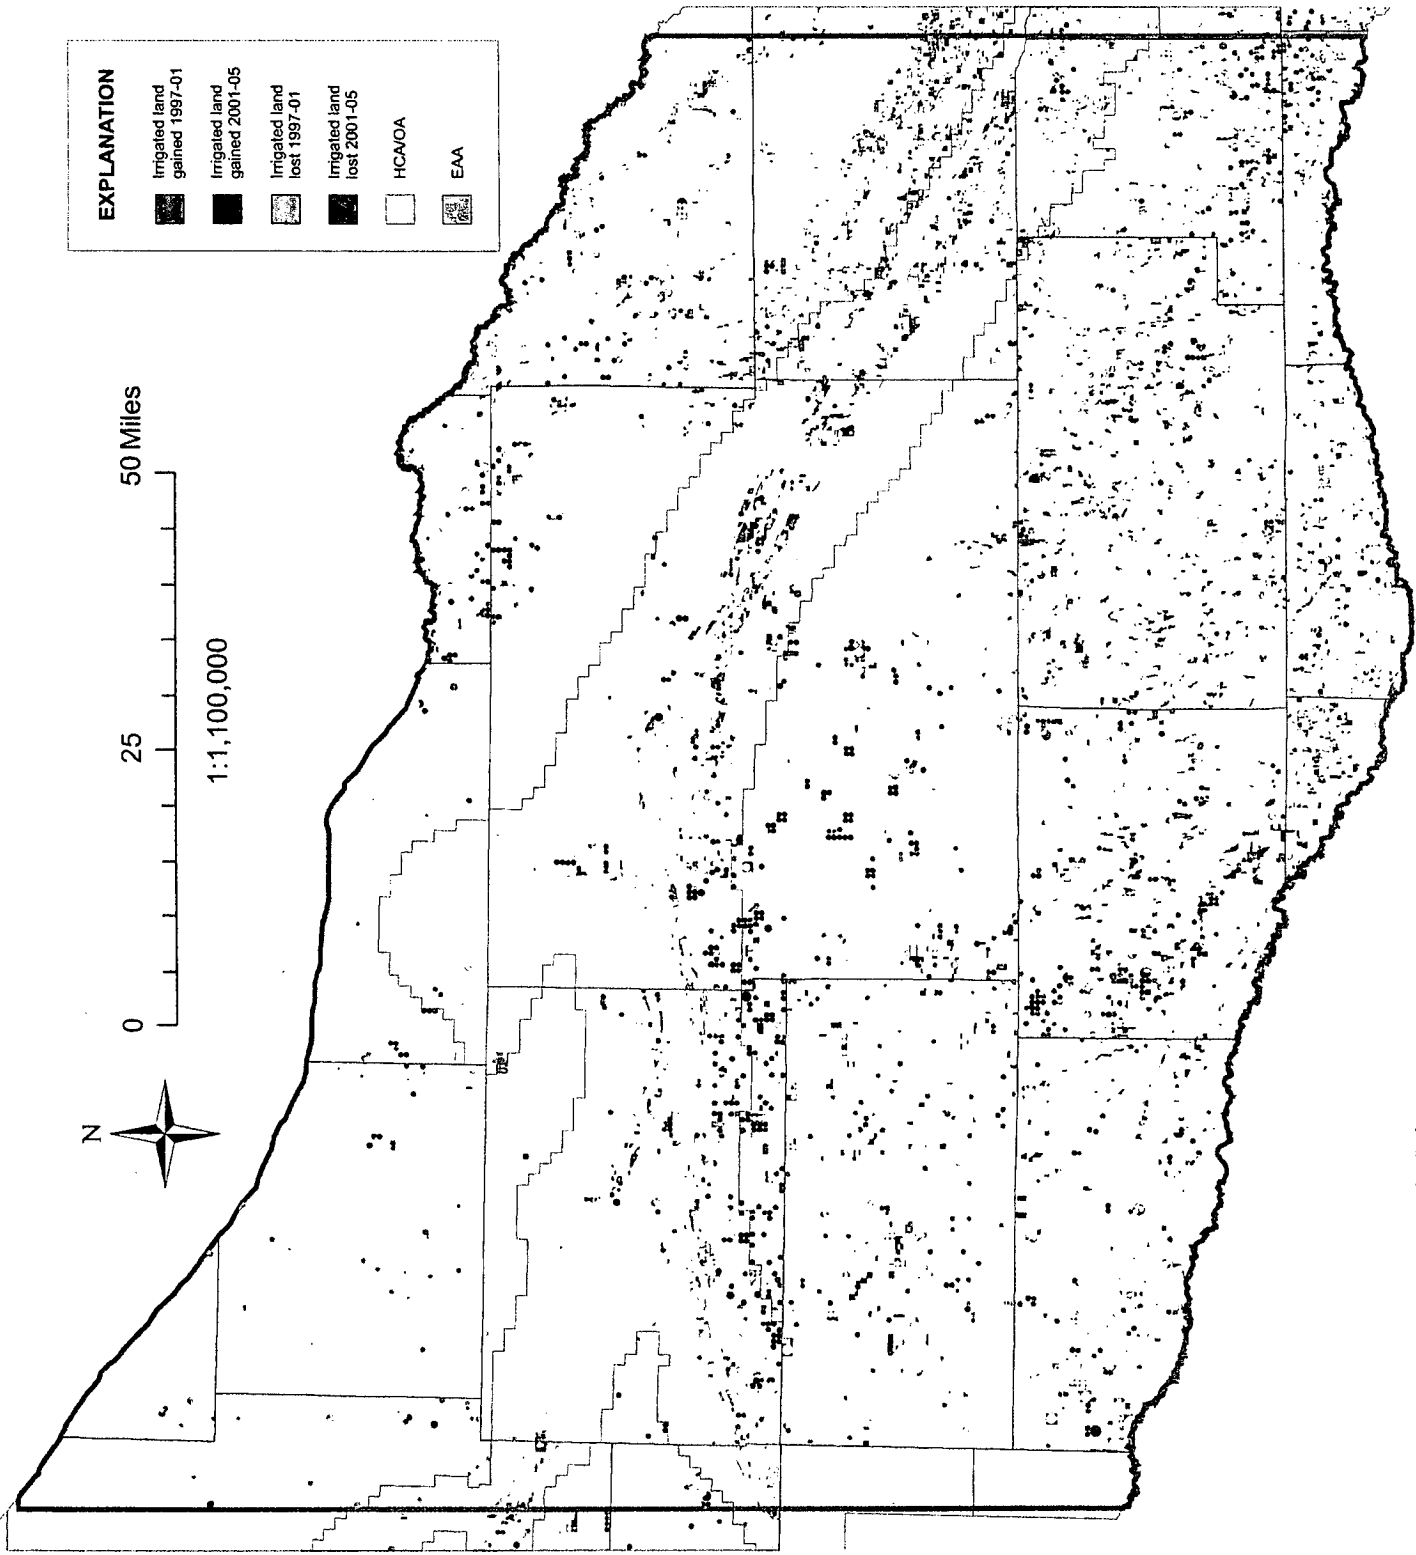 EXPLANATION
Irrigated land
gained 1997-01
Irrigated land
gained 2001-05
Irrigated land
lost 1997-01
Irrigated land
lost 2001-05
HCA/OA
EAA
N
0
25
50 Miles
1:1,100,000